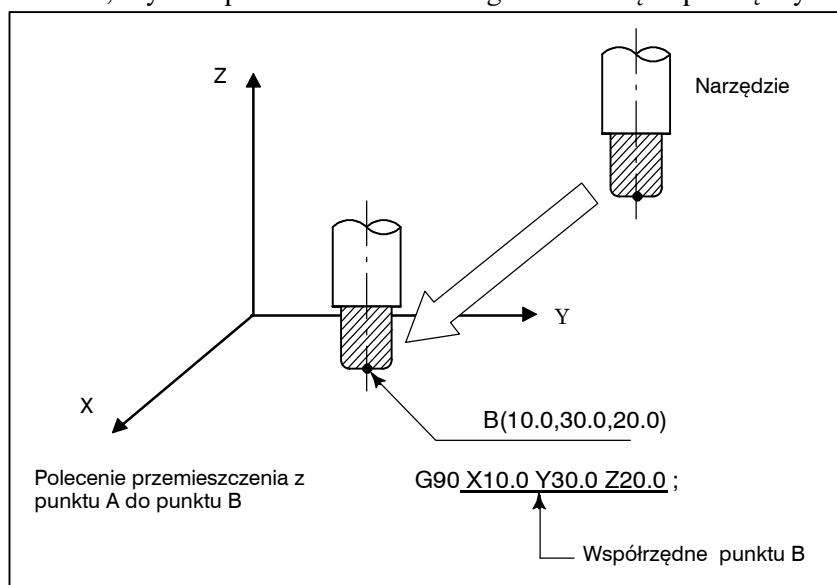 Z
Narzędzie
Y
X
B(10.0,30.0,20.0)
Polecenie przemieszczenia z
punktu A do punktu B
G90 X10.0 Y30.0 Z20.0 ;
Współrzędne punktu B